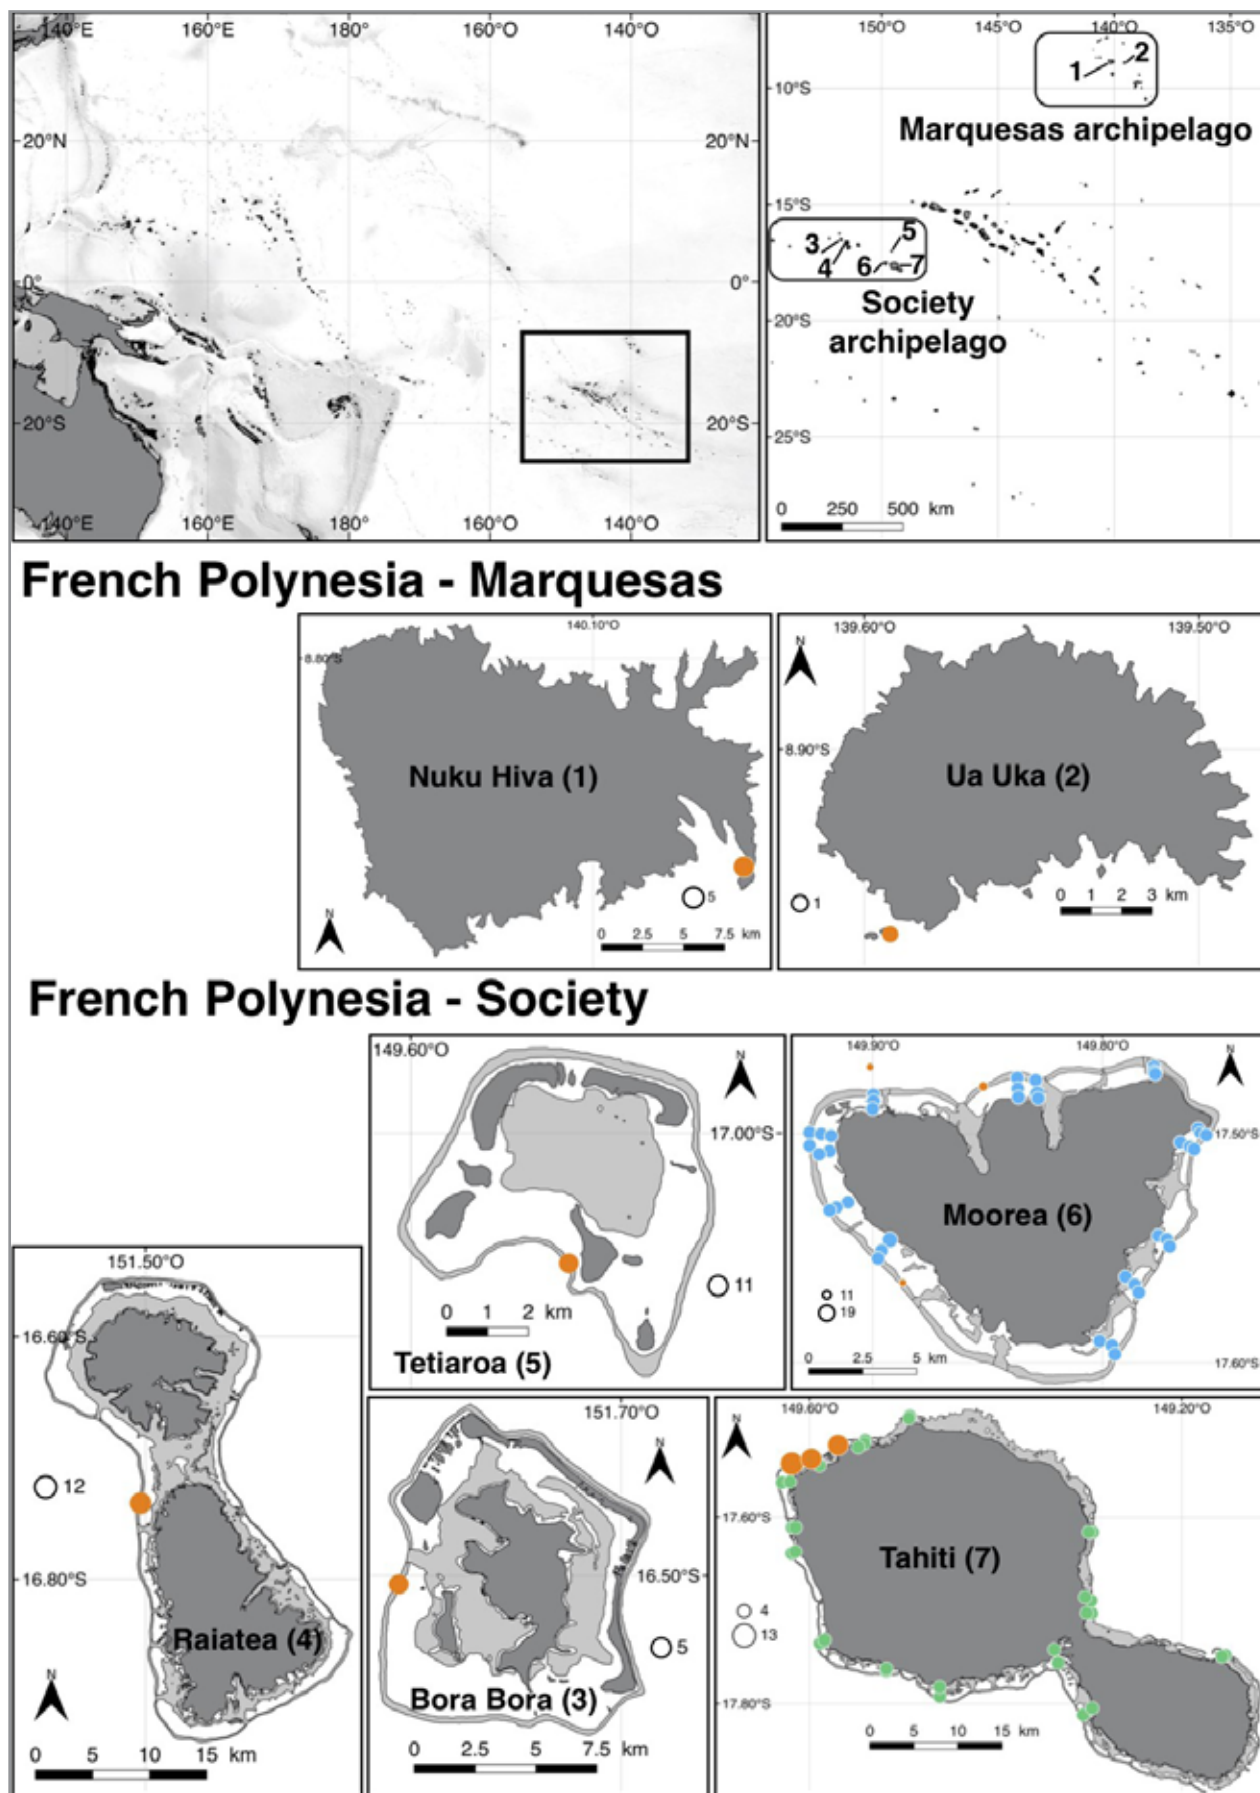 140°E 160°E 180° 160°O 140°O
20°N 20°N
0° 0°
20°S 20°S
140°E 160°E 180° 160°O 140°O
150°O 145°O 140°O 135°O
1 2
10°S
Marquesas archipelago
15°S
3 4 5 6 7
Society
archipelago
20°S
25°S
0 250 500 km
French Polynesia - Marquesas
140.10°O
8.80°S
Nuku Hiva (1)
5
N
0 2.5 5 7.5 km
139.60°O 139.50°O
N
8.90°S
Ua Uka (2)
1
0 1 2 3 km
French Polynesia - Society
149.60°O
N
17.00°S
11
0 1 2 km
Tetiaroa (5)
149.90°O 149.80°O
N
17.50°S
Moorea (6)
11
19
0 2.5 5 km
17.60°S
151.50°O
16.60°S
12
16.80°S
Raiatea (4)
N
0 5 10 15 km
151.70°O
N
16.50°S
5
Bora Bora (3)
0 2.5 5 7.5 km
149.60°O 149.20°O
N
17.60°S
Tahiti (7)
4
13
17.80°S
0 5 10 15 km